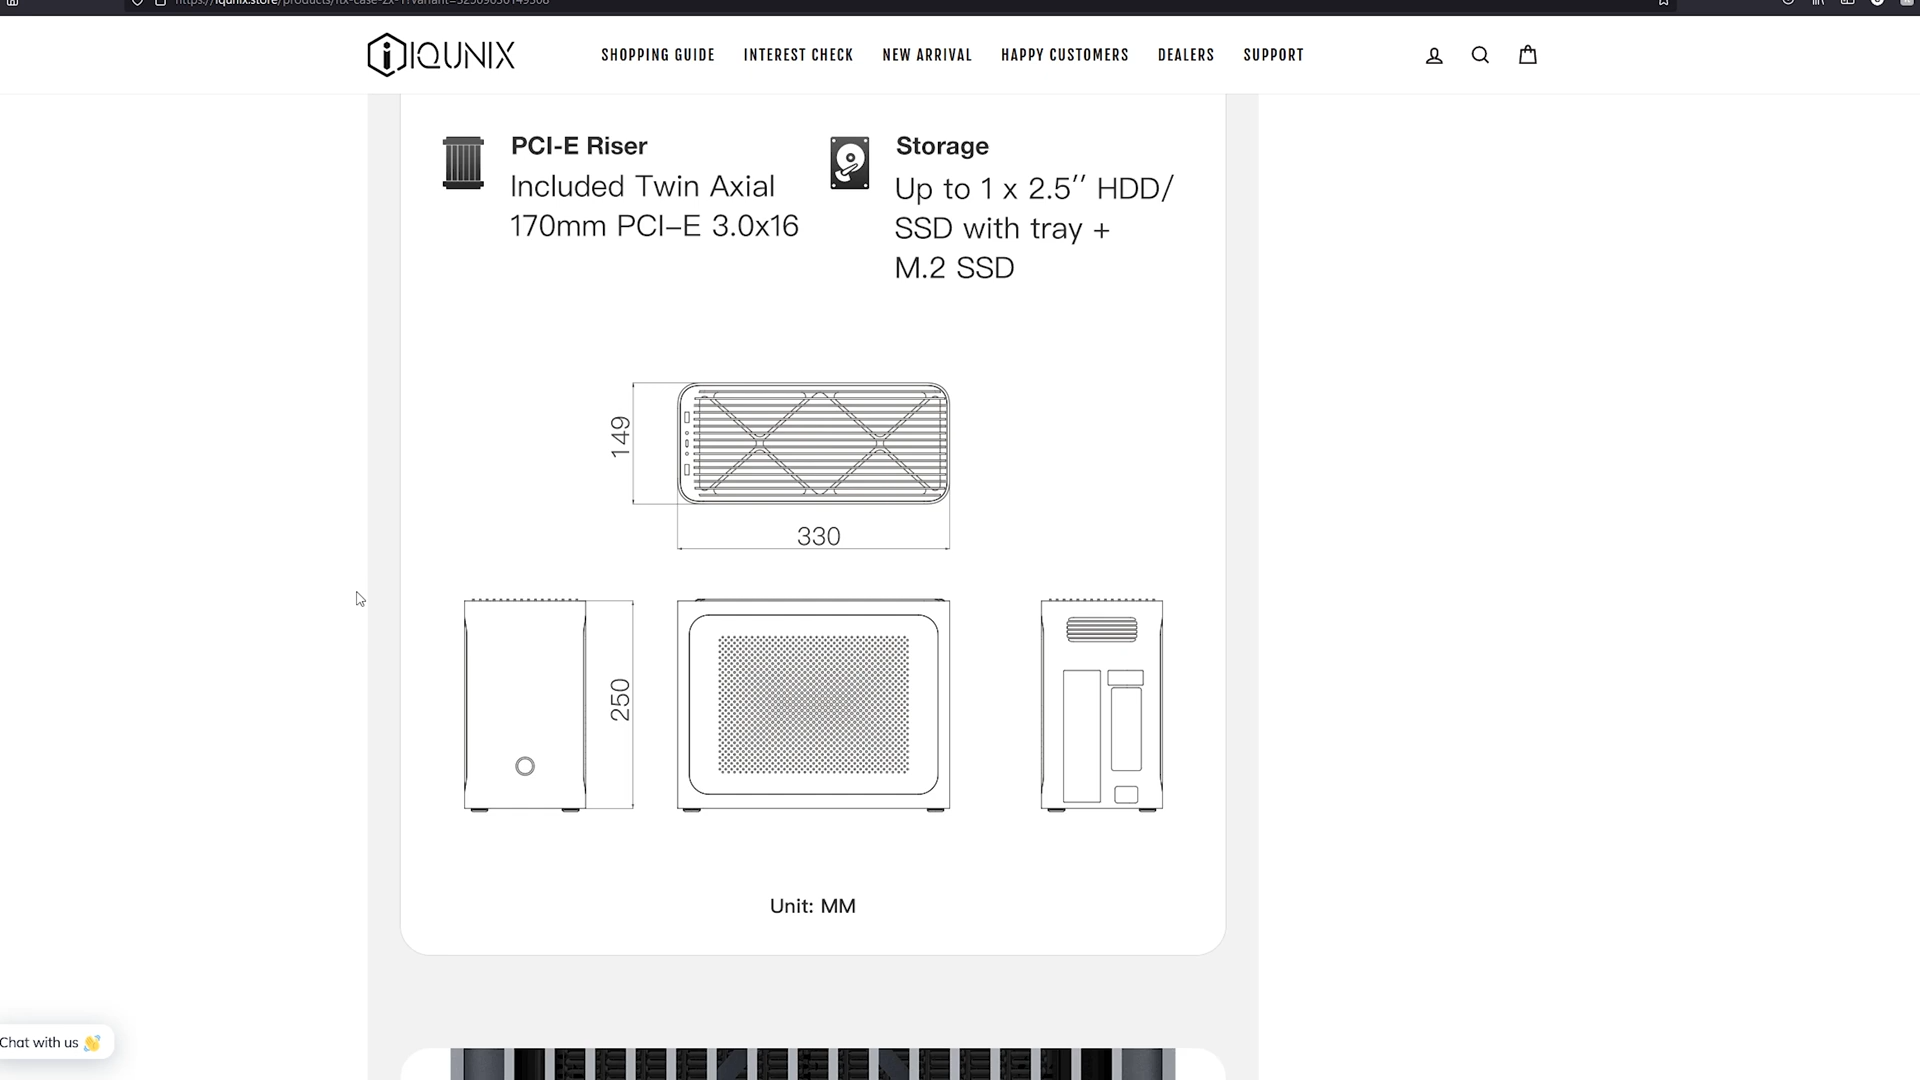 IQUNIX
SHOPPING GUIDE
INTEREST CHECK
NEW ARRIVAL
HAPPY CUSTOMERS
DEALERS
SUPPORT
PCI-E Riser
Included Twin Axial
170mm PCI-E 3.0x16
Storage
Up to 1 x 2.5″ HDD/
SSD with tray +
M.2 SSD
149
330
250
Unit: MM
Chat with us 👋